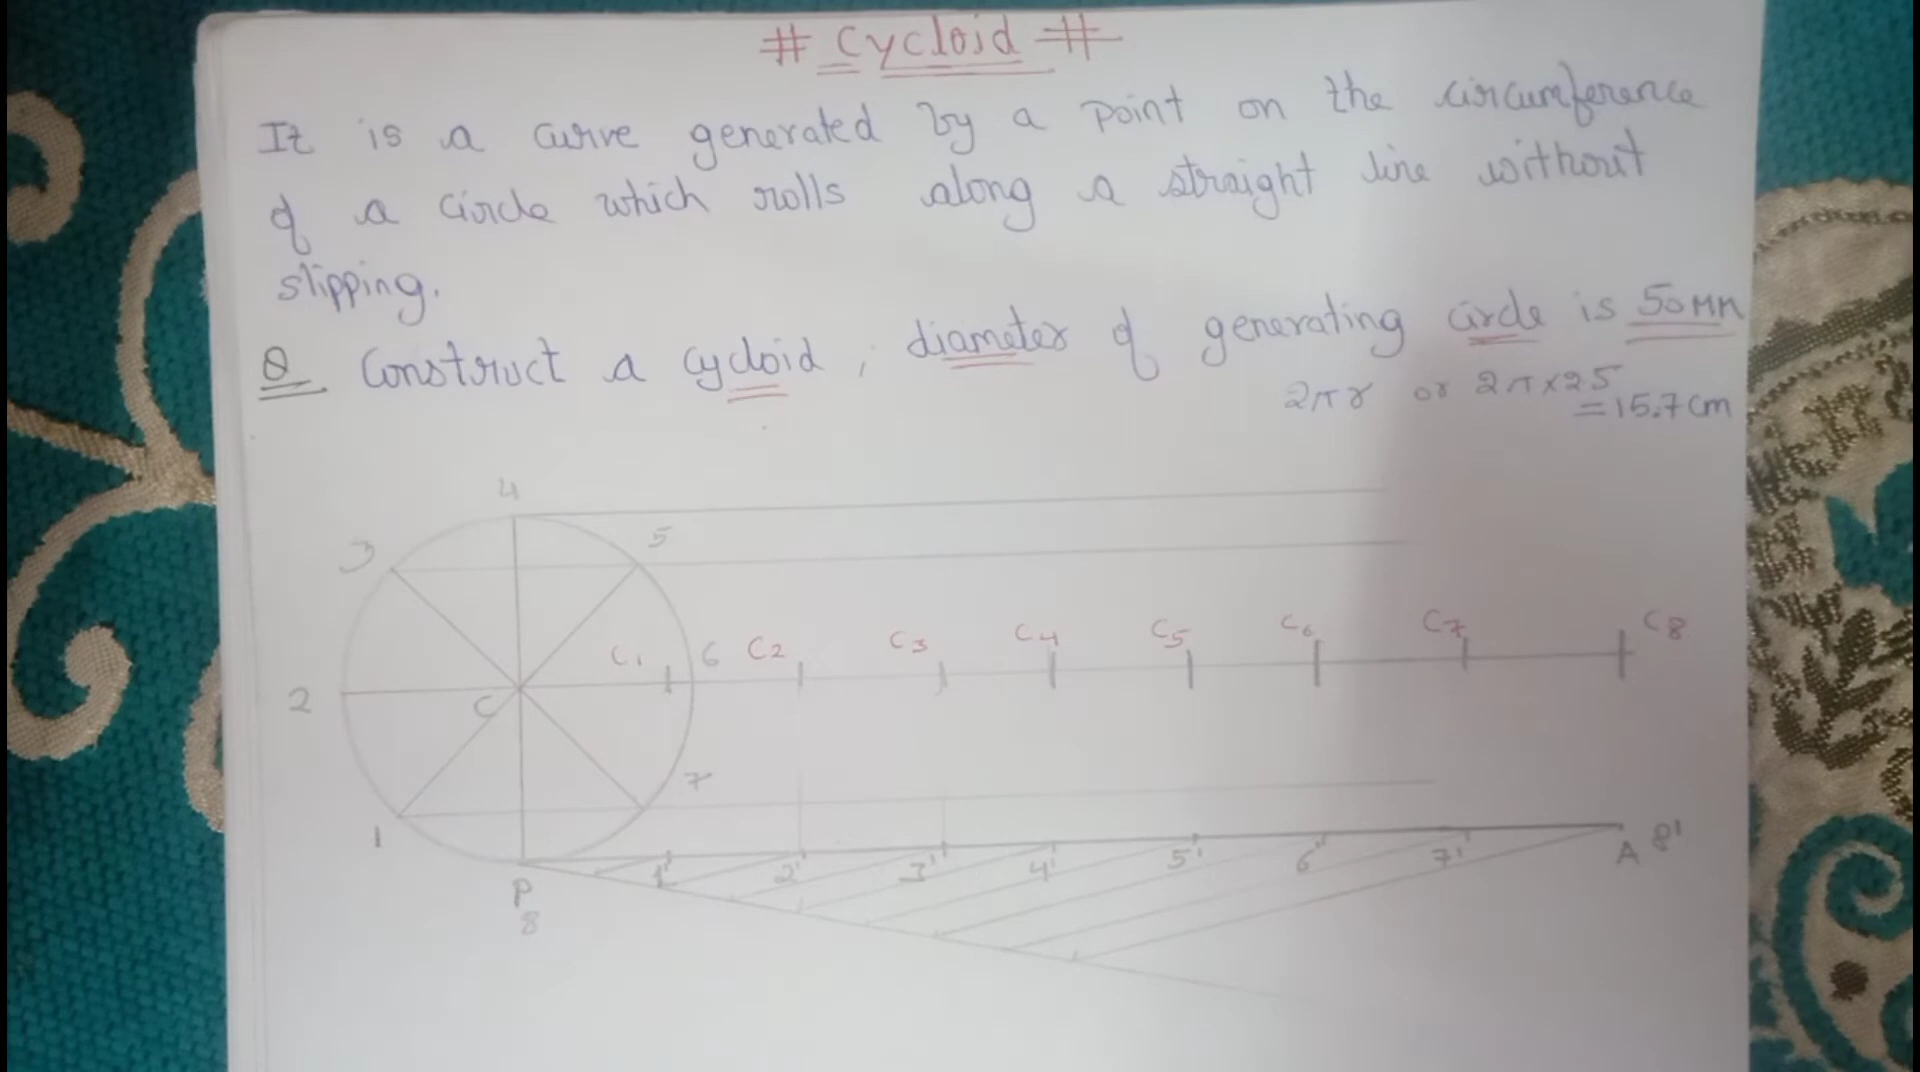 # Cycloid #
It is a curve generated by a point on the circumference
of a circle which rolls along a straight line without
slipping.
Q Construct a cycloid, diameter of generating circle is 50MM
2πr or 2π×25
=15.7cm
4
3 5
C1 6 C2 C3 C4 C5 C6 C7 C8
2 C
7
1
1' 2' 3' 4' 5' 6' 7' A 8'
P
8